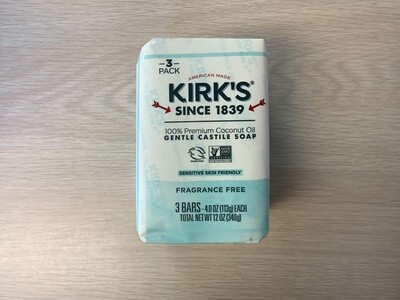 -3-
PACK
AMERICAN MADE
KIRK'S®
SINCE 1839
100% Premium Coconut Oil
GENTLE CASTILE SOAP
SENSITIVE SKIN FRIENDLY
FRAGRANCE FREE
3 BARS - 4.0 OZ (113g) EACH
TOTAL NET WT 12 OZ (340g)